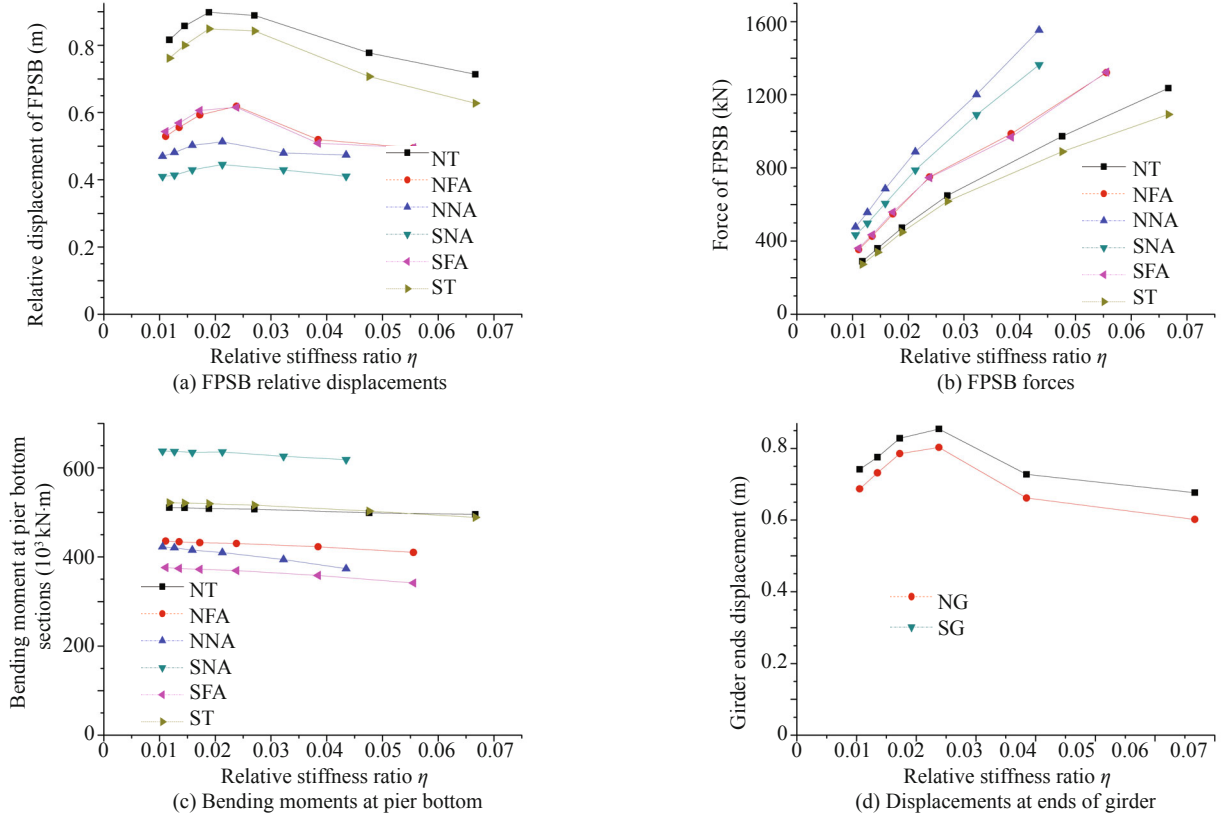 Relative displacement of FPSB (m)
0.8
0.6
0.4
0.2
0
0 0.01 0.02 0.03 0.04 0.05 0.06 0.07
NT
NFA
NNA
SNA
SFA
ST
Relative stiffness ratio η
(a) FPSB relative displacements
Force of FPSB (kN)
1600
1200
800
400
0
0 0.01 0.02 0.03 0.04 0.05 0.06 0.07
NT
NFA
NNA
SNA
SFA
ST
Relative stiffness ratio η
(b) FPSB forces
Bending moment at pier bottom
sections (10³ kN·m)
600
400
200
0
0 0.01 0.02 0.03 0.04 0.05 0.06 0.07
NT
NFA
NNA
SNA
SFA
ST
Relative stiffness ratio η
(c) Bending moments at pier bottom
Girder ends displacement (m)
0.8
0.6
0.4
0.2
0
0 0.01 0.02 0.03 0.04 0.05 0.06 0.07
NG
SG
Relative stiffness ratio η
(d) Displacements at ends of girder